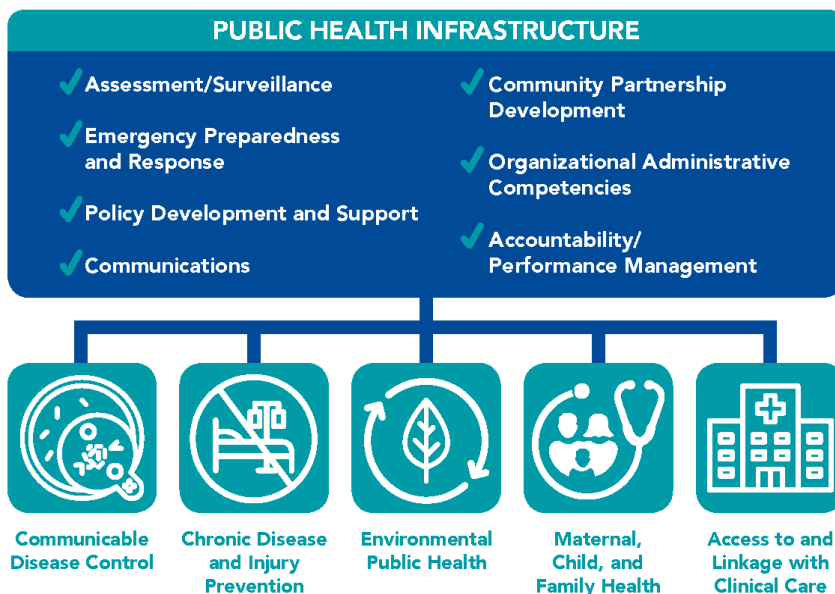 PUBLIC HEALTH INFRASTRUCTURE
Assessment/Surveillance
Emergency Preparedness
and Response
Policy Development and Support
Communications
Community Partnership
Development
Organizational Administrative
Competencies
Accountability/
Performance Management
Communicable
Disease Control
Chronic Disease
and Injury
Prevention
Environmental
Public Health
Maternal,
Child, and
Family Health
Access to and
Linkage with
Clinical Care